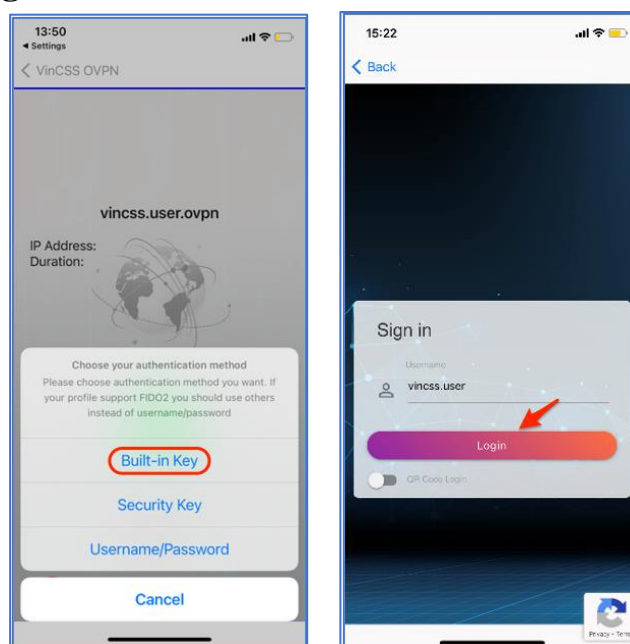 13:50
Settings
VinCSS OVPN
vincss.user.ovpn
IP Address:
Duration:
Choose your authentication method
Please choose authentication method you want. If
your profile support FIDO2 you should use others
instead of username/password
Built-in Key
Security Key
Username/Password
Cancel
15:22
Back
Sign in
Username
vincss.user
Login
QR Code Login